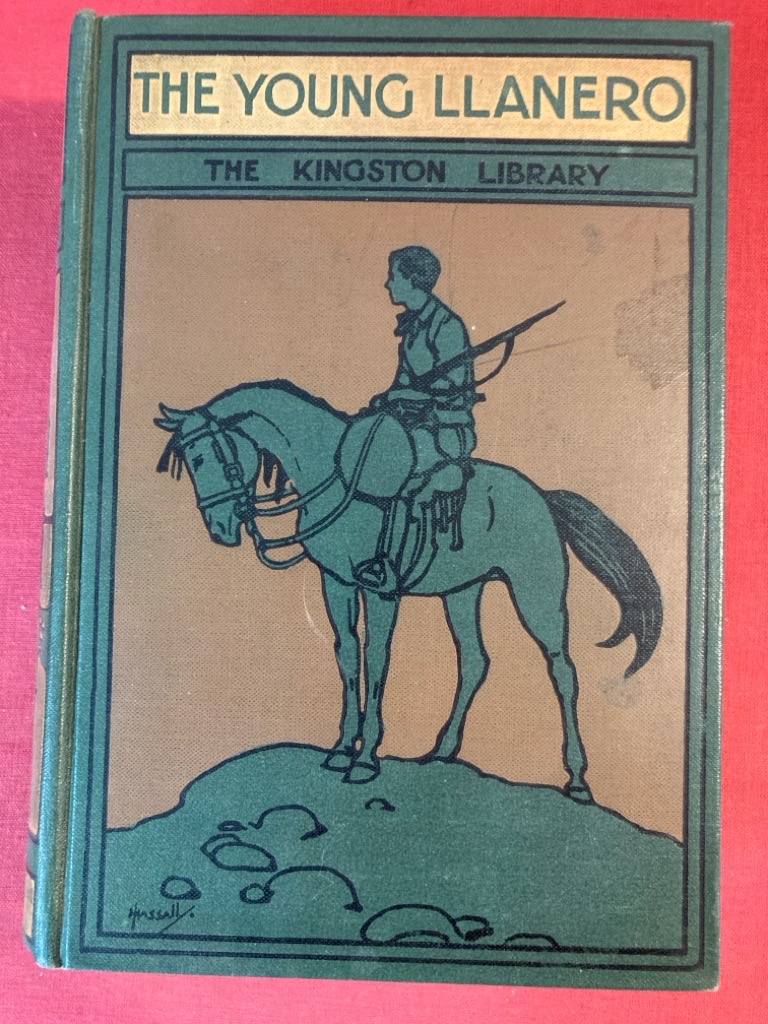 THE YOUNG LLANERO
THE KINGSTON LIBRARY
Hassall